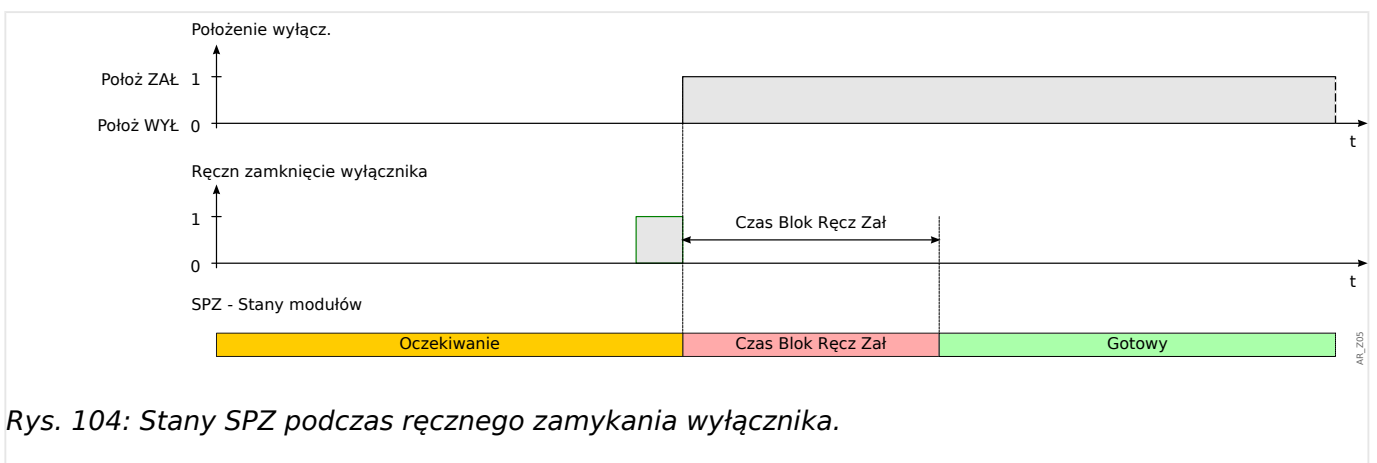 Położenie wyłącz.
Położ ZAŁ 1
Położ WYŁ 0
t
Ręczn zamknięcie wyłącznika
1
Czas Blok Ręcz Zał
0
t
SPZ - Stany modułów
Oczekiwanie Czas Blok Ręcz Zał Gotowy
AR_Z05
Rys. 104: Stany SPZ podczas ręcznego zamykania wyłącznika.